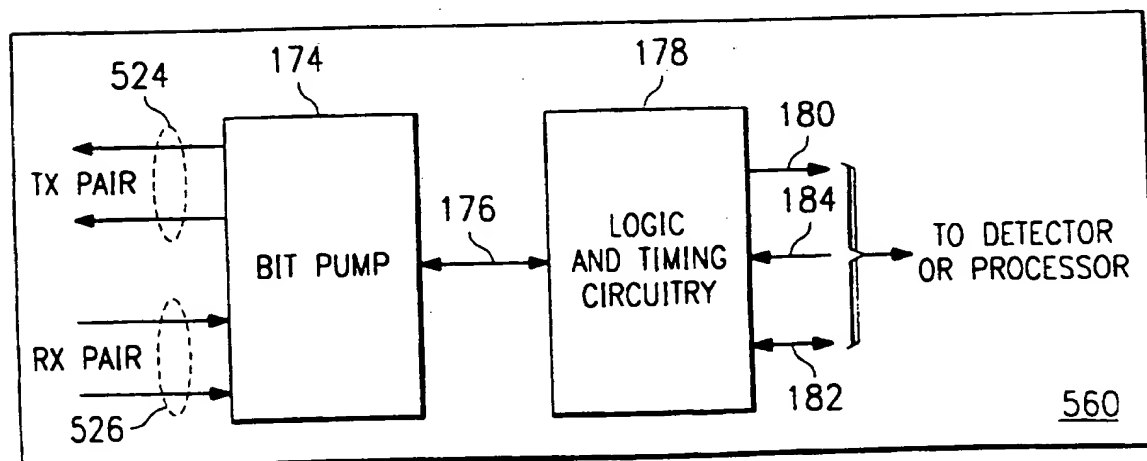 524
174
178
TX PAIR
BIT PUMP
176
LOGIC
AND TIMING
CIRCUITRY
180
184
182
TO DETECTOR
OR PROCESSOR
RX PAIR
526
560